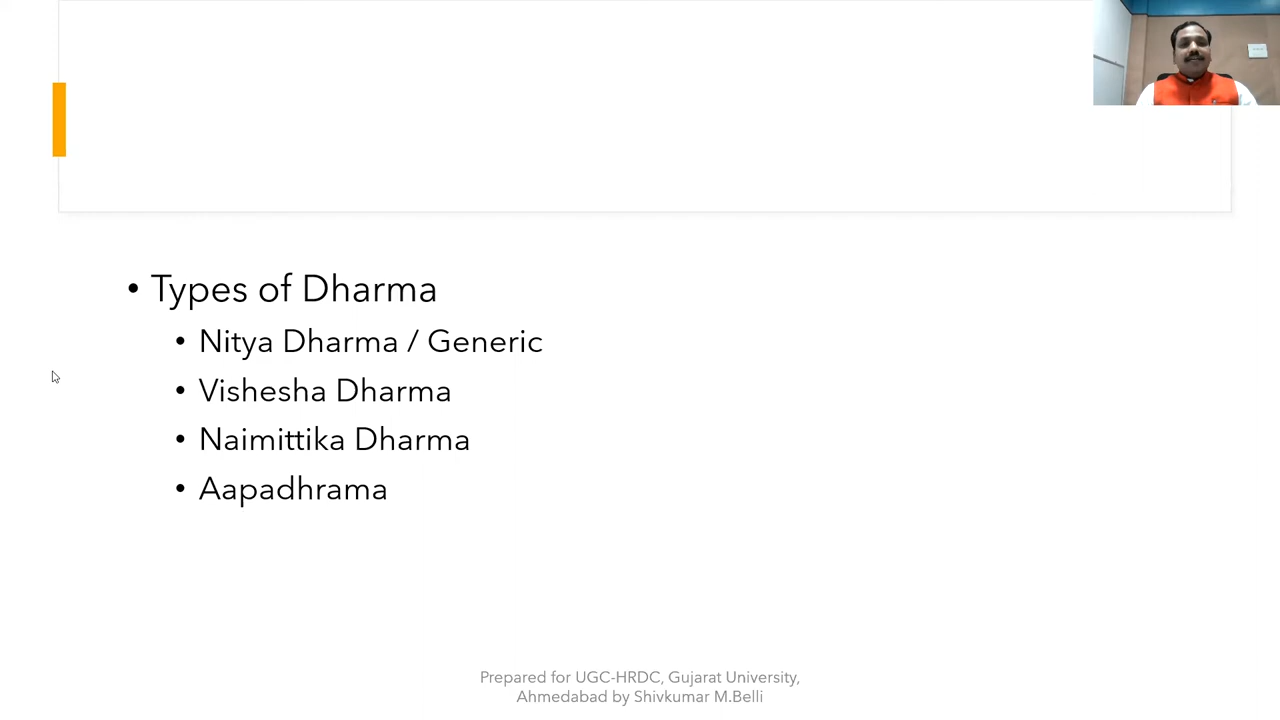 • Types of Dharma
• Nitya Dharma / Generic
• Vishesha Dharma
• Naimittika Dharma
• Aapadhrama
Prepared for UGC-HRDC, Gujarat University,
Ahmedabad by Shivkumar M.Belli